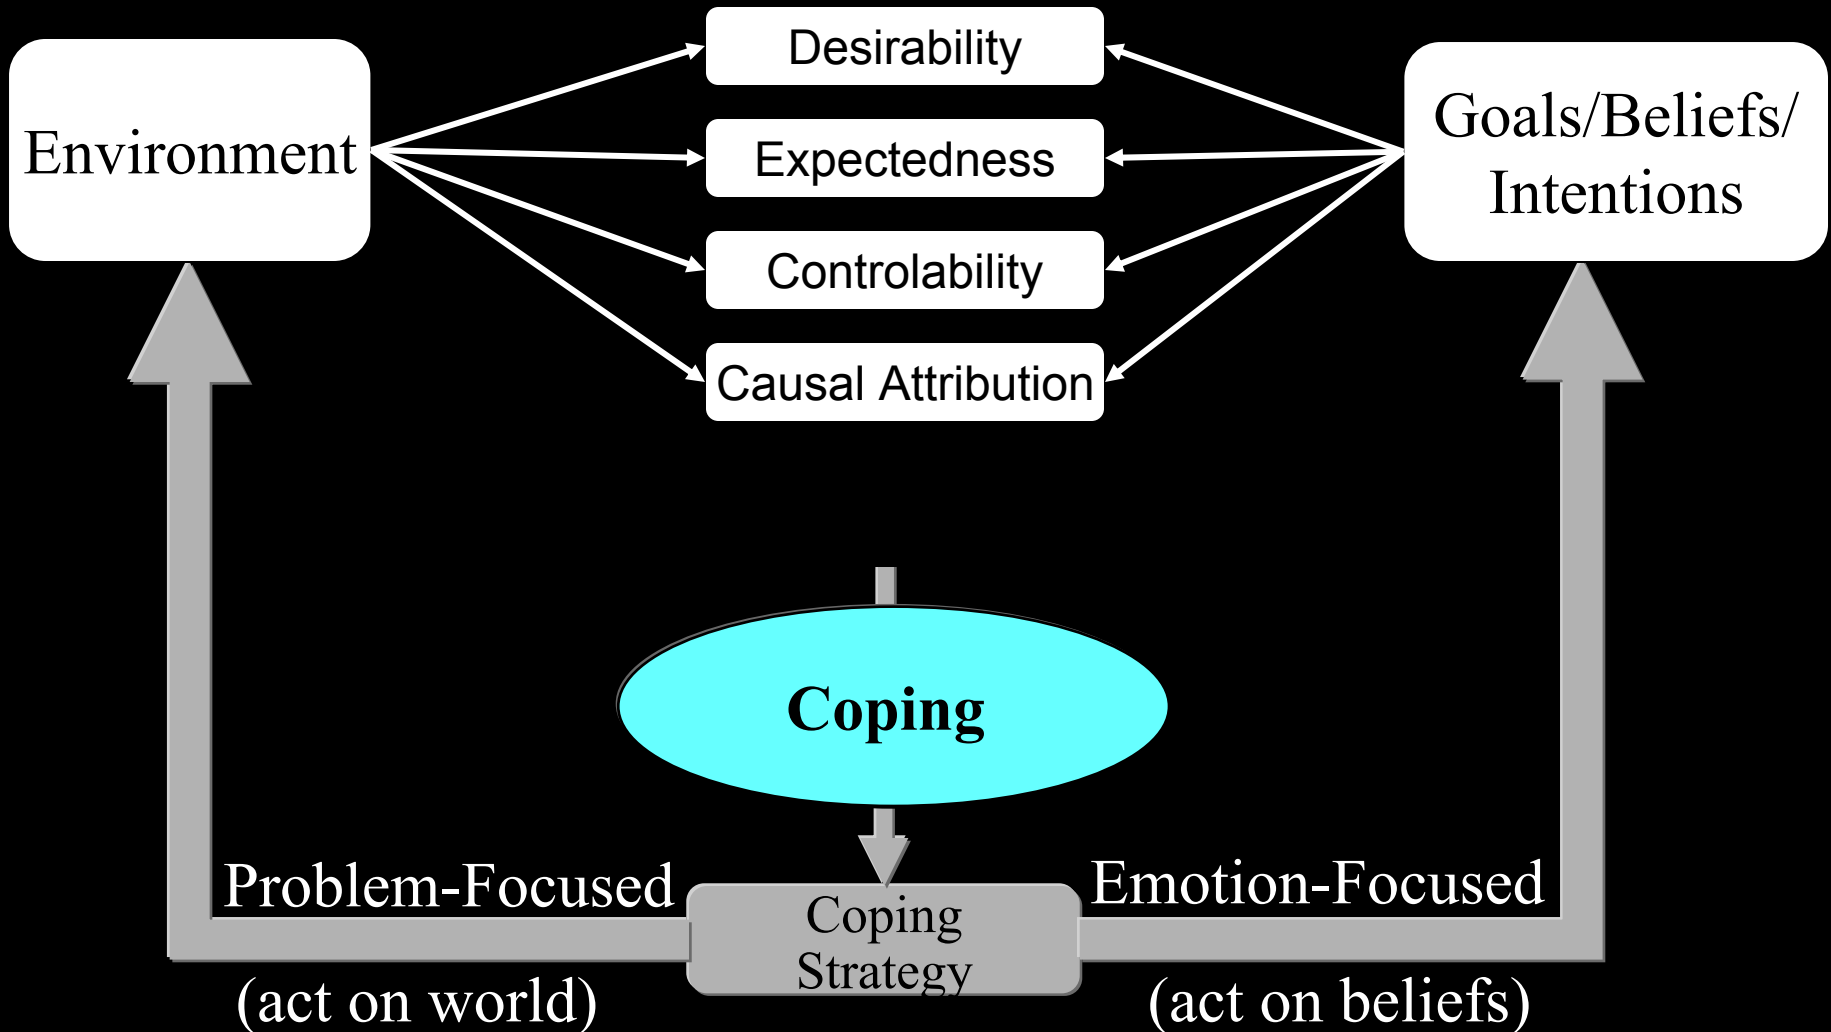 Desirability
Environment
Expectedness
Controlability
Causal Attribution
Goals/Beliefs/
Intentions
Coping
Problem-Focused
(act on world)
Coping
Strategy
Emotion-Focused
(act on beliefs)